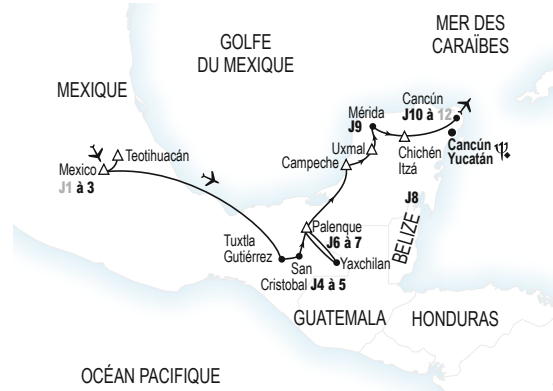 MER DES
CARAÏBES
GOLFE
DU MEXIQUE
MEXIQUE
Cancún
J10 à 12
Mérida
J9
Cancún
Yucatán
Teotihuacán
Uxmal
Chichén
Itzá
Campeche
Mexico
J1 à 3
J8
Palenque
J6 à 7
BELIZE
Tuxtla
Gutiérrez
Yaxchilan
San
Cristobal J4 à 5
GUATEMALA
HONDURAS
OCÉAN PACIFIQUE